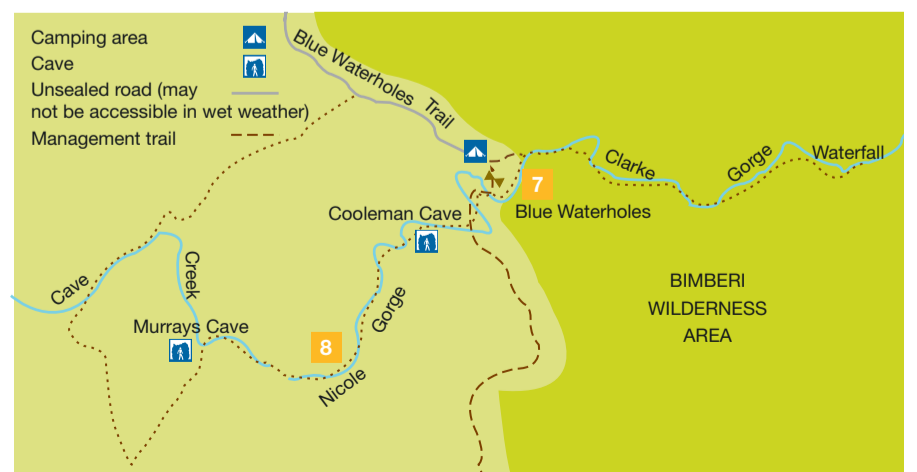 Camping area
Cave
Unsealed road (may
not be accessible in wet weather)
Management trail
Blue Waterholes Trail
Clarke Gorge
Waterfall
7
Blue Waterholes
Cooleman Cave
Cave Creek
Murrays Cave
8
Nicole Gorge
BIMBERI
WILDERNESS
AREA